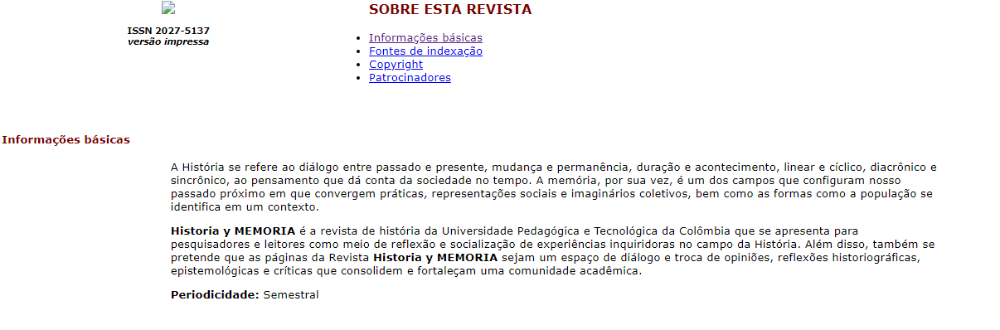 SOBRE ESTA REVISTA
ISSN 2027-5137
versão impressa
Informações básicas
Fontes de indexação
Copyright
Patrocinadores
Informações básicas
A História se refere ao diálogo entre passado e presente, mudança e permanência, duração e acontecimento, linear e cíclico, diacrônico e
sincrônico, ao pensamento que dá conta da sociedade no tempo. A memória, por sua vez, é um dos campos que configuram nosso
passado próximo em que convergem práticas, representações sociais e imaginários coletivos, bem como as formas como a população se
identifica em um contexto.
Historia y MEMORIA é a revista de história da Universidade Pedagógica e Tecnológica da Colômbia que se apresenta para
pesquisadores e leitores como meio de reflexão e socialização de experiências inquiridoras no campo da História. Além disso, também se
pretende que as páginas da Revista Historia y MEMORIA sejam um espaço de diálogo e troca de opiniões, reflexões historiográficas,
epistemológicas e críticas que consolidem e fortaleçam uma comunidade acadêmica.
Periodicidade: Semestral